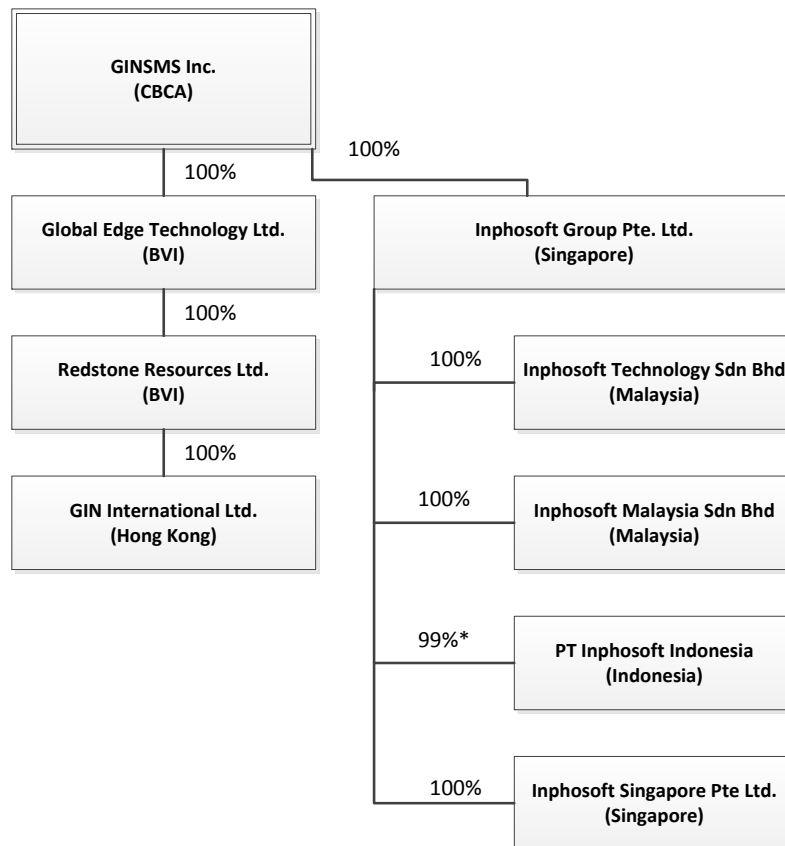 GINSMS Inc.
(CBCA)
100%
100%
Global Edge Technology Ltd.
(BVI)
Inphosoft Group Pte. Ltd.
(Singapore)
100%
Redstone Resources Ltd.
(BVI)
100%
Inphosoft Technology Sdn Bhd
(Malaysia)
100%
GIN International Ltd.
(Hong Kong)
100%
Inphosoft Malaysia Sdn Bhd
(Malaysia)
99%*
PT Inphosoft Indonesia
(Indonesia)
100%
Inphosoft Singapore Pte Ltd.
(Singapore)